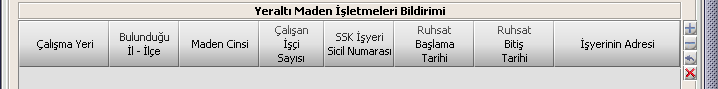 Yeraltı Maden İşletmeleri Bildirimi
Çalışma Yeri
Bulunduğu
İl - İlçe
Maden Cinsi
Çalışan
İşçi
Sayısı
SSK İşyeri
Sicil Numarası
Ruhsat
Başlama
Tarihi
Ruhsat
Bitiş
Tarihi
İşyerinin Adresi